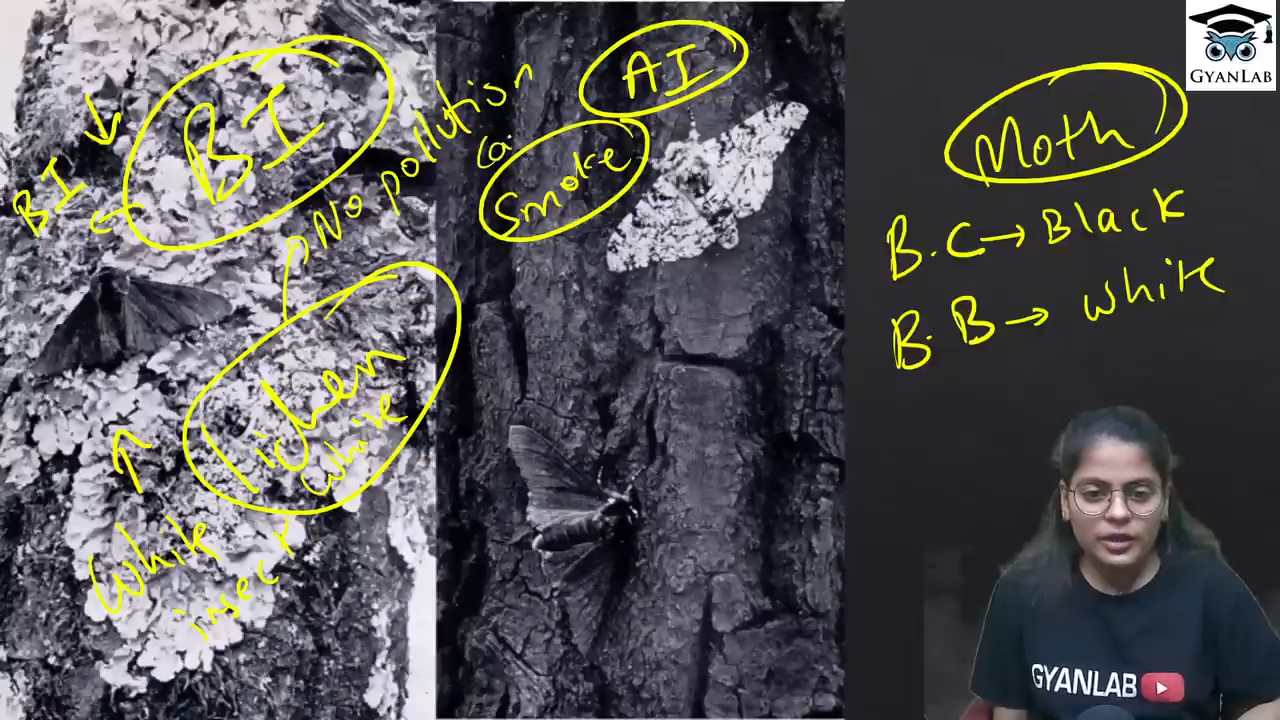 BI
BI
No pollution
Lichen
white
white
insect
AI
Smoke
Moth
B.C → Black
B.B → white
GYANLAB
GYANLAB